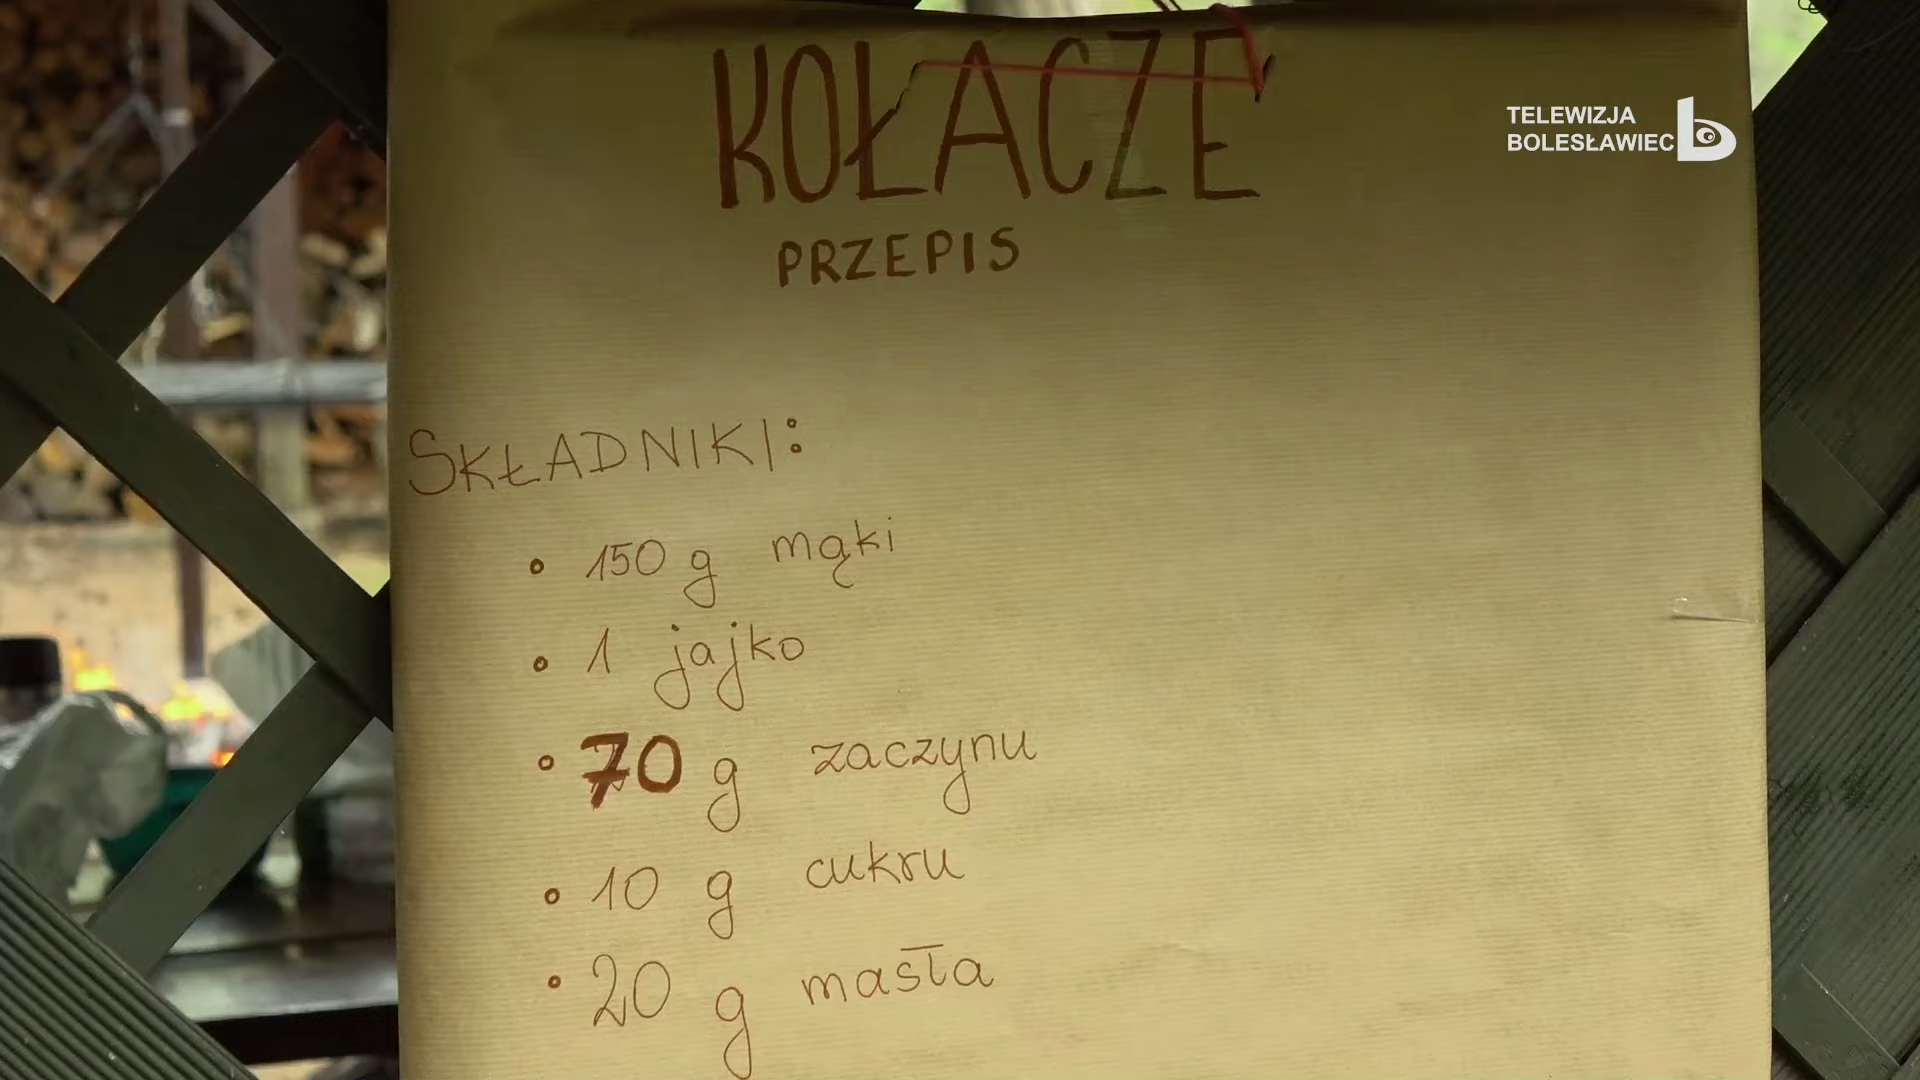 KOŁACZE
PRZEPIS
TELEWIZJA
BOLESŁAWIEC
SKŁADNIKI:
• 150 g mąki
• 1 jajko
• 70 g zaczynu
• 10 g cukru
• 20 g masła